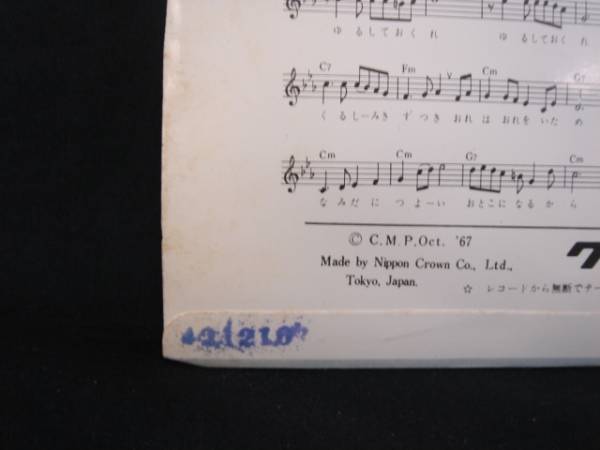 ゆるしておくれ ゆるしておくれ
C7 Fm Cm G7
くるしーみき ずつき おれ は おれを いた め
Cm Cm G7 Cm
なみだ に つよーい おとこに なる か ら
© C.M.P.Oct. '67
Made by Nippon Crown Co., Ltd.,
Tokyo, Japan.
☆ レコードから無断でテー